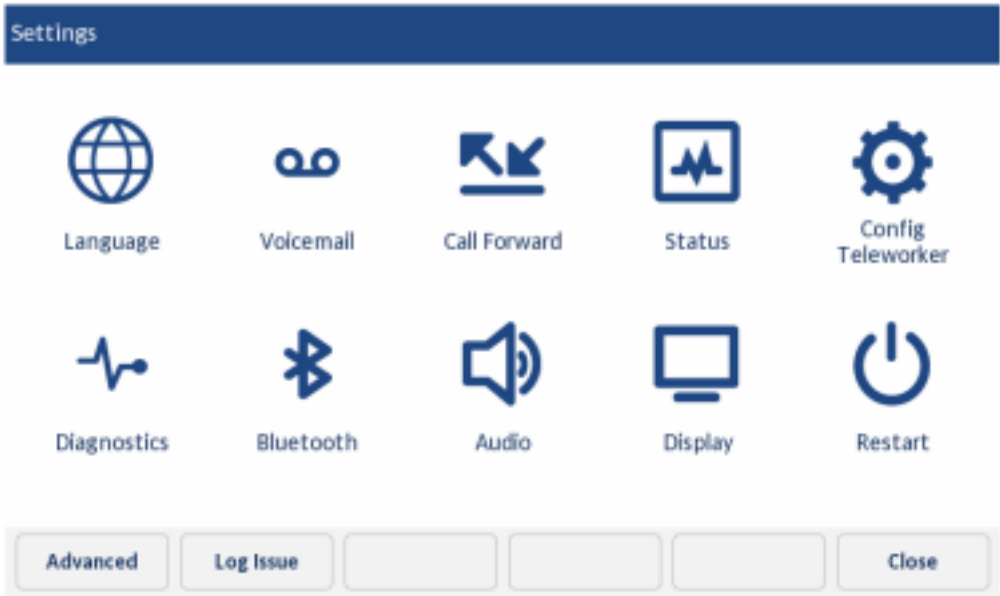 Settings
Language
Voicemail
Call Forward
Status
Config
Teleworker
Diagnostics
Bluetooth
Audio
Display
Restart
Advanced
Log Issue
Close